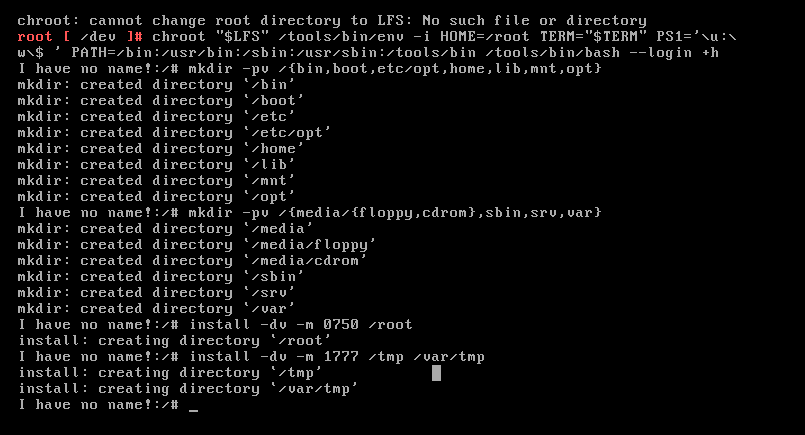 chroot: cannot change root directory to LFS: No such file or directory
root [ /dev ]# chroot "$LFS" /tools/bin/env -i HOME=/root TERM="$TERM" PS1='\u:\
w\$ ' PATH=/bin:/usr/bin:/sbin:/usr/sbin:/tools/bin /tools/bin/bash --login +h
I have no name!:/# mkdir -pv /{bin,boot,etc/opt,home,lib,mnt,opt}
mkdir: created directory ‘/bin’
mkdir: created directory ‘/boot’
mkdir: created directory ‘/etc’
mkdir: created directory ‘/etc/opt’
mkdir: created directory ‘/home’
mkdir: created directory ‘/lib’
mkdir: created directory ‘/mnt’
mkdir: created directory ‘/opt’
I have no name!:/# mkdir -pv /{media/{floppy,cdrom},sbin,srv,var}
mkdir: created directory ‘/media’
mkdir: created directory ‘/media/floppy’
mkdir: created directory ‘/media/cdrom’
mkdir: created directory ‘/sbin’
mkdir: created directory ‘/srv’
mkdir: created directory ‘/var’
I have no name!:/# install -dv -m 0750 /root
install: creating directory ‘/root’
I have no name!:/# install -dv -m 1777 /tmp /var/tmp
install: creating directory ‘/tmp’
install: creating directory ‘/var/tmp’
I have no name!:/# _